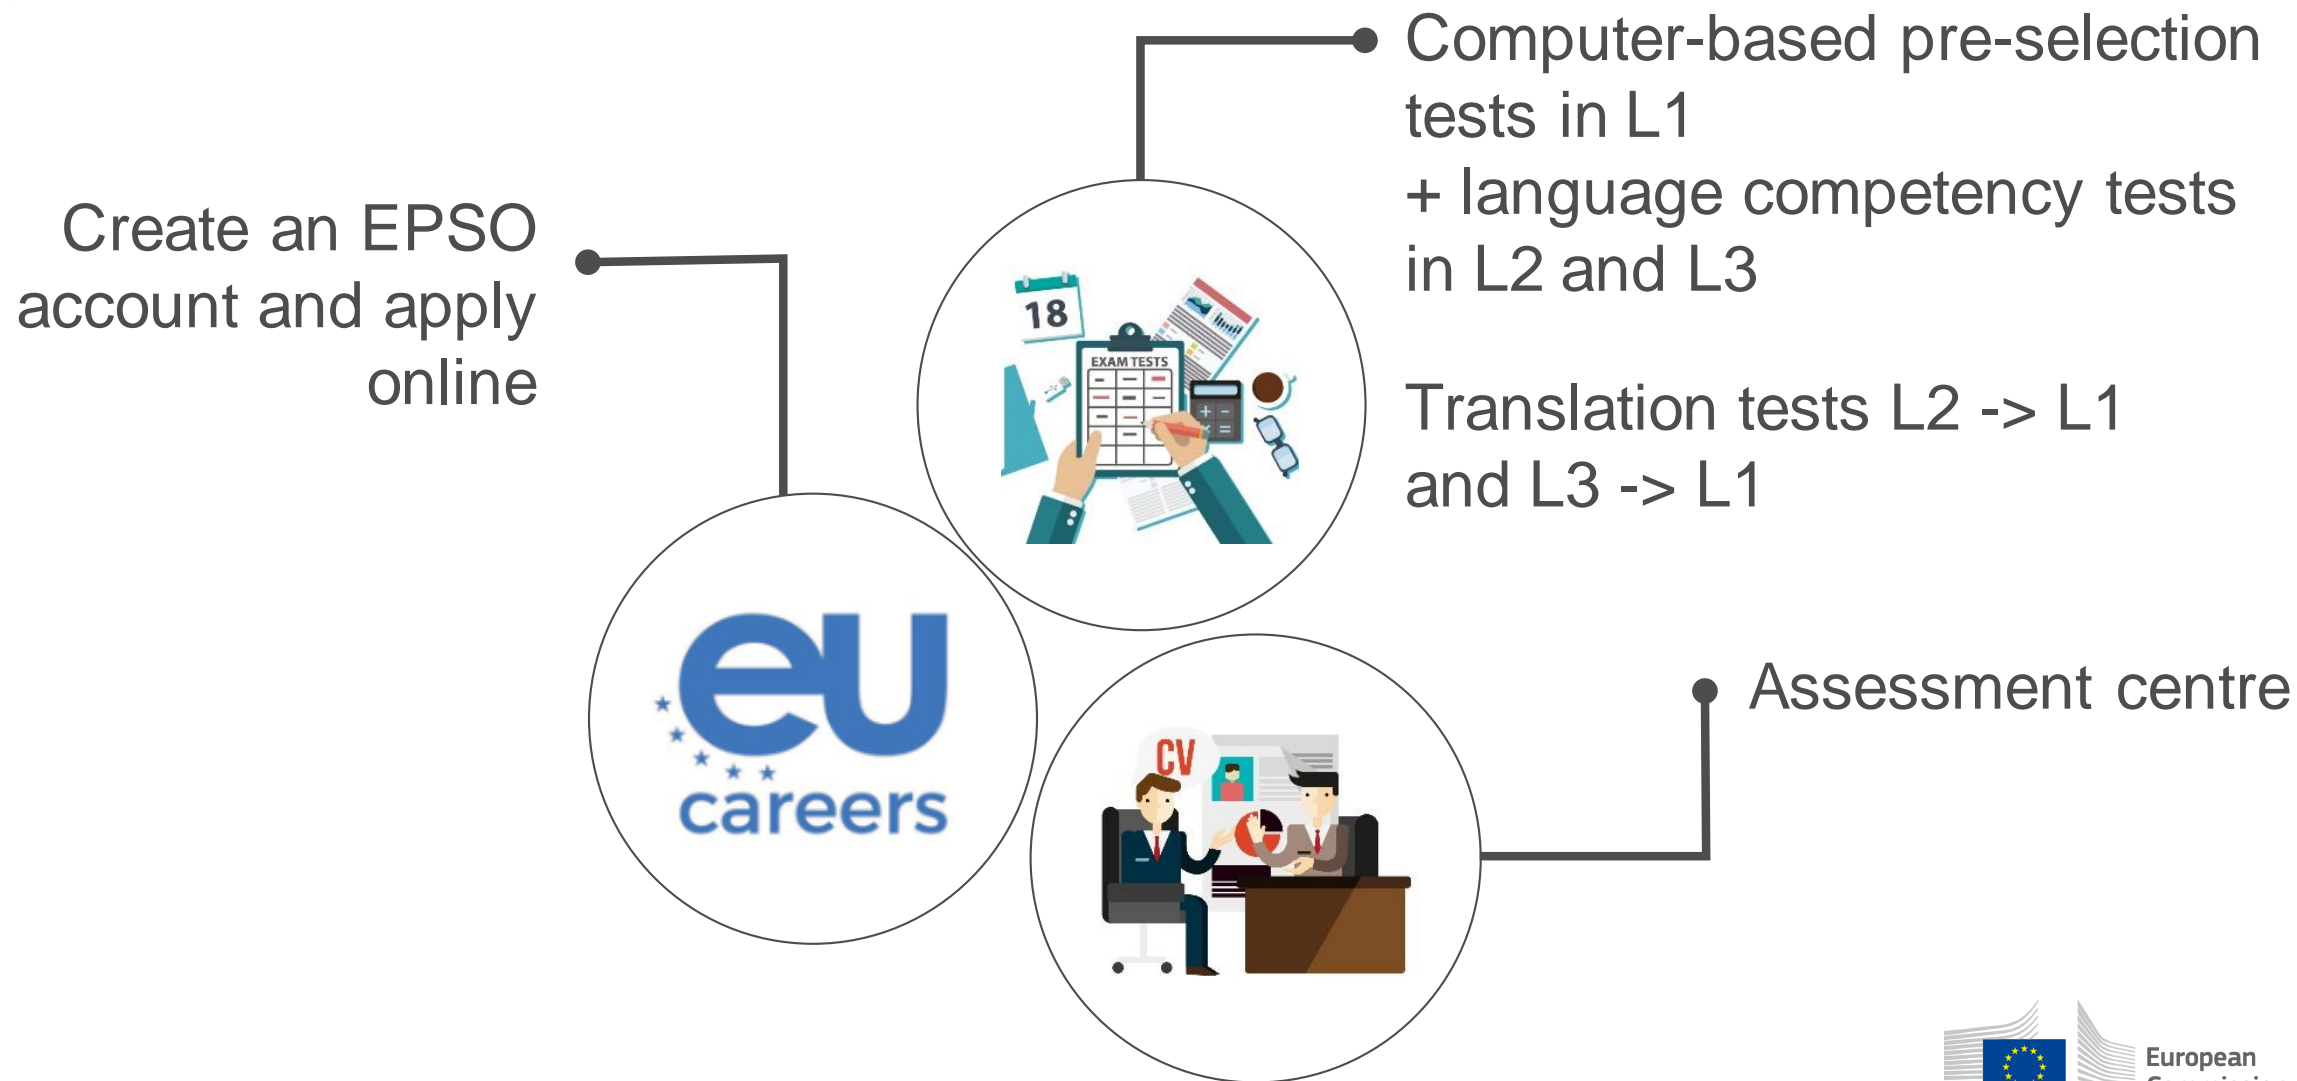 Create an EPSO
account and apply
online
Computer-based pre-selection
tests in L1
+ language competency tests
in L2 and L3
Translation tests L2 -> L1
and L3 -> L1
18
EXAM TESTS
eu
careers
CV
Assessment centre
European